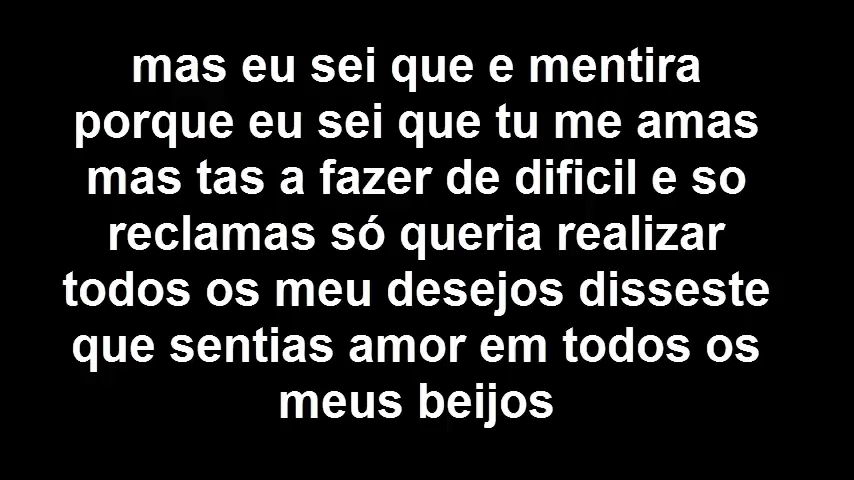 mas eu sei que e mentira
porque eu sei que tu me amas
mas tas a fazer de dificil e so
reclamas só queria realizar
todos os meu desejos disseste
que sentias amor em todos os
meus beijos